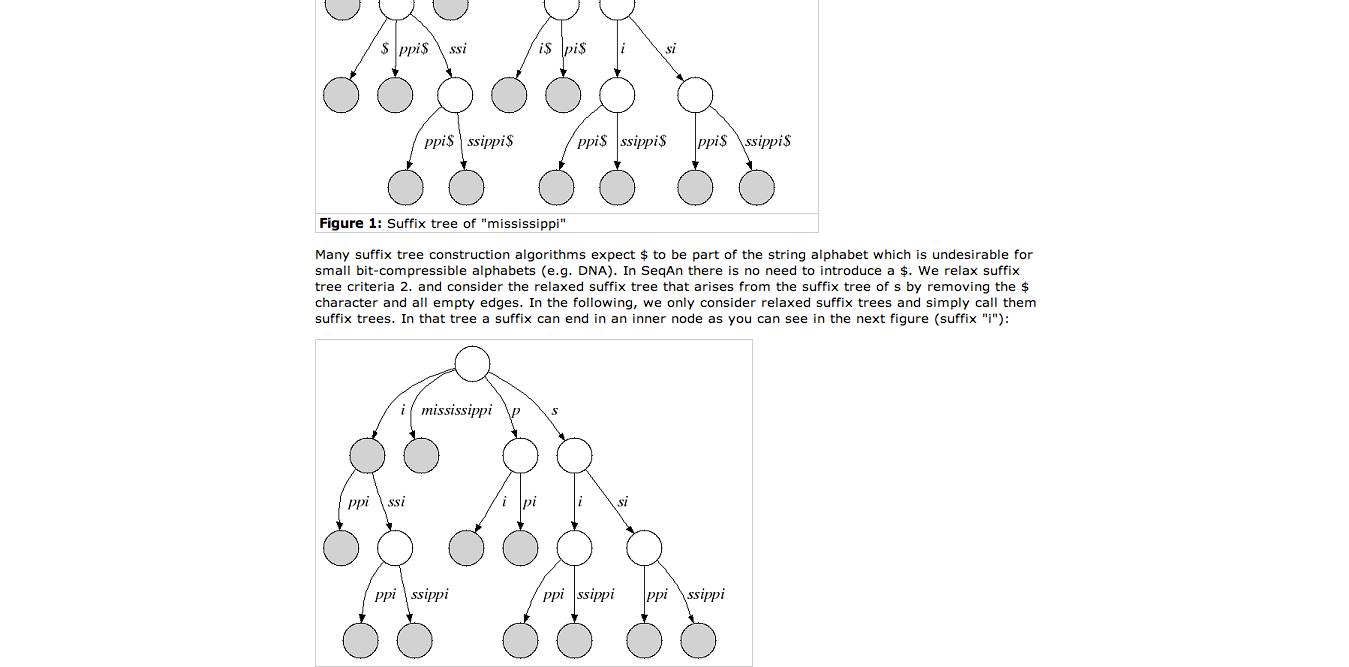 $ ppi$ ssi i$ pi$ i si
ppi$ ssippi$ ppi$ ssippi$ ppi$ ssippi$
Figure 1: Suffix tree of "mississippi"
Many suffix tree construction algorithms expect $ to be part of the string alphabet which is undesirable for
small bit-compressible alphabets (e.g. DNA). In SeqAn there is no need to introduce a $. We relax suffix
tree criteria 2. and consider the relaxed suffix tree that arises from the suffix tree of s by removing the $
character and all empty edges. In the following, we only consider relaxed suffix trees and simply call them
suffix trees. In that tree a suffix can end in an inner node as you can see in the next figure (suffix "i"):
i mississippi p s
ppi ssi i pi i si
ppi ssippi ppi ssippi ppi ssippi